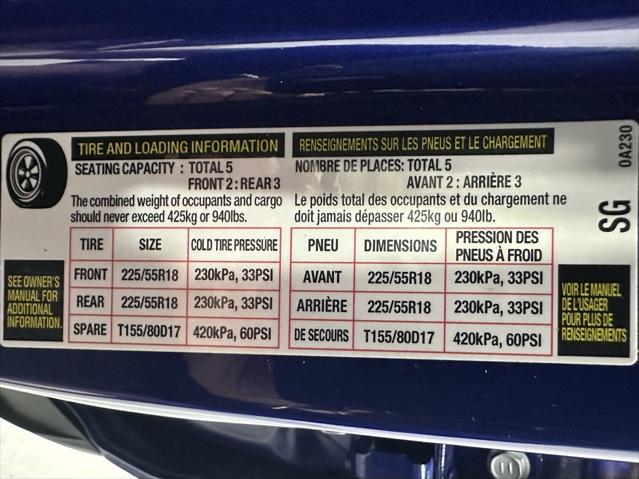 TIRE AND LOADING INFORMATION
SEATING CAPACITY : TOTAL 5
FRONT 2 : REAR 3
The combined weight of occupants and cargo
should never exceed 425kg or 940lbs.
TIRE SIZE COLD TIRE PRESSURE
FRONT 225/55R18 230kPa, 33PSI
REAR 225/55R18 230kPa, 33PSI
SPARE T155/80D17 420kPa, 60PSI
SEE OWNER'S
MANUAL FOR
ADDITIONAL
INFORMATION.
RENSEIGNEMENTS SUR LES PNEUS ET LE CHARGEMENT
NOMBRE DE PLACES: TOTAL 5
AVANT 2 : ARRIÈRE 3
Le poids total des occupants et du chargement ne
doit jamais dépasser 425kg ou 940lb.
PNEU DIMENSIONS PRESSION DES
PNEUS À FROID
AVANT 225/55R18 230kPa, 33PSI
ARRIÈRE 225/55R18 230kPa, 33PSI
DE SECOURS T155/80D17 420kPa, 60PSI
VOIR LE MANUEL
DE L'USAGER
POUR PLUS DE
RENSEIGNEMENTS
SG
0A230